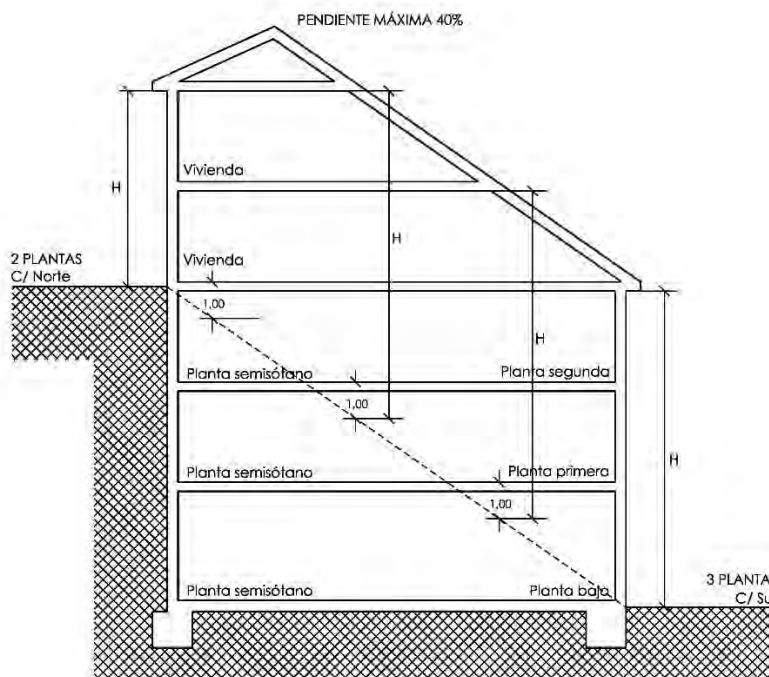 PENDIENTE MÁXIMA 40%
H
Vivienda
H
2 PLANTAS
C/ Norte
Vivienda
1,00
H
Planta semisótano
Planta segunda
1,00
H
Planta semisótano
Planta primera
1,00
Planta semisótano
Planta baja
3 PLANTA
C/ Su